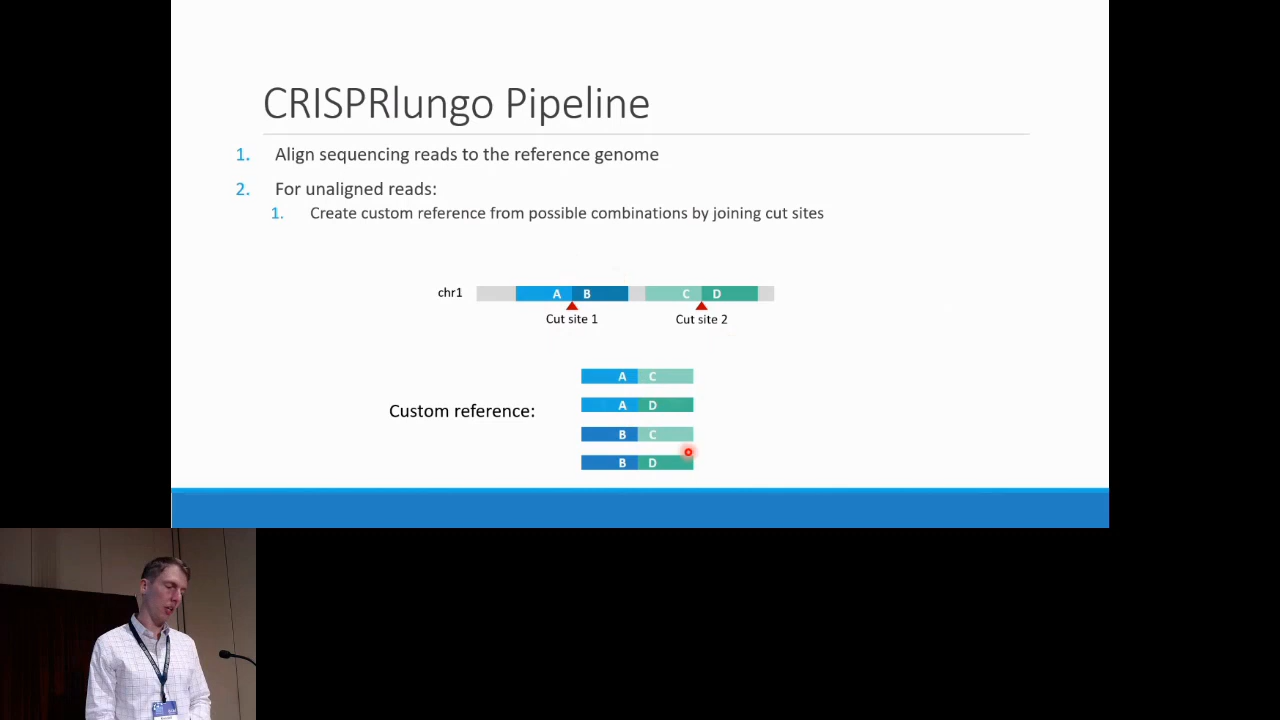 CRISPRlungo Pipeline
1. Align sequencing reads to the reference genome
2. For unaligned reads:
1. Create custom reference from possible combinations by joining cut sites
chr1 A B C D
Cut site 1 Cut site 2
A C
A D
Custom reference:
B C
B D